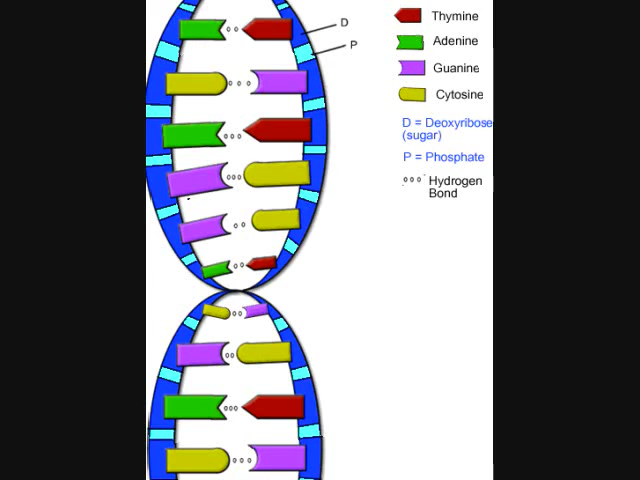 D
P
Thymine
Adenine
Guanine
Cytosine
D = Deoxyribose
(sugar)
P = Phosphate
Hydrogen
Bond